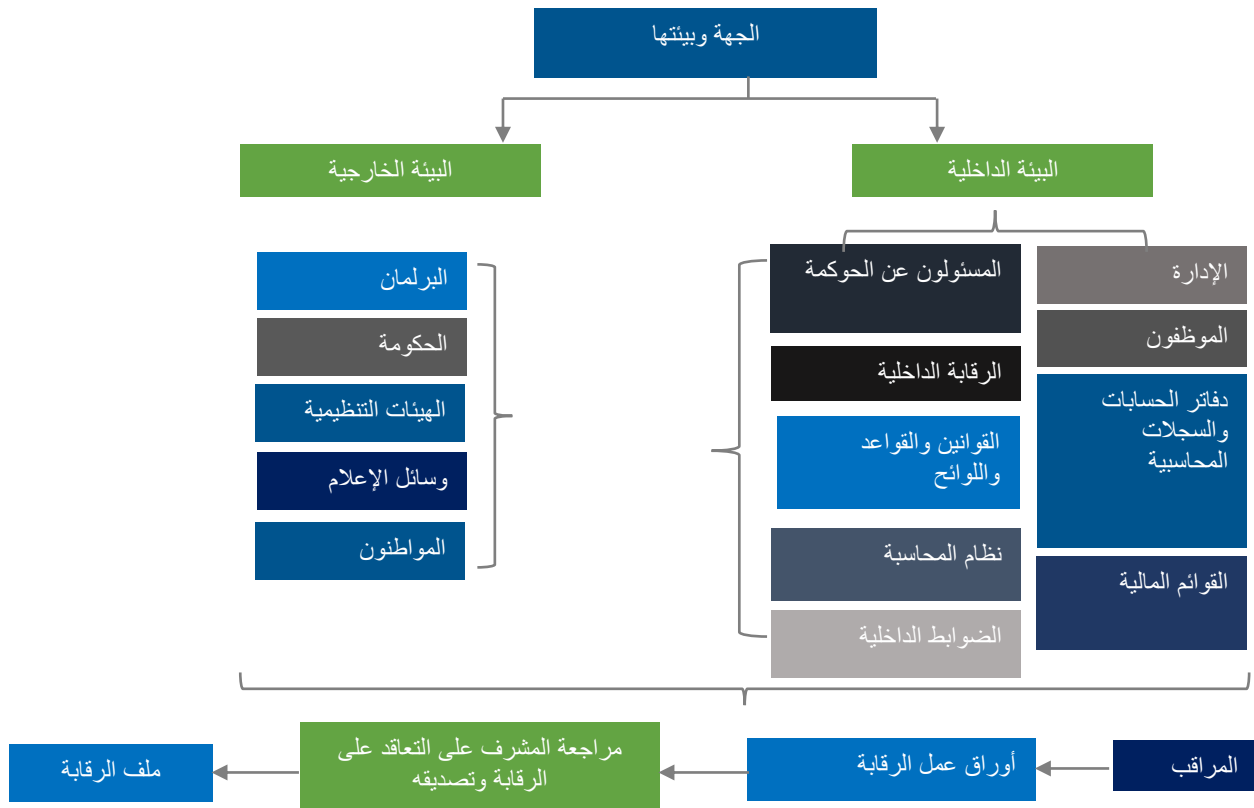 الجهة وبيئتها
البيئة الداخلية
البيئة الخارجية
الإدارة
الموظفون
دفاتر الحسابات
والسجلات
المحاسبية
القوائم المالية
المسئولون عن الحوكمة
الرقابة الداخلية
القوانين والقواعد
واللوائح
نظام المحاسبة
الضوابط الداخلية
البرلمان
الحكومة
الهيئات التنظيمية
وسائل الإعلام
المواطنون
المراقب
أوراق عمل الرقابة
مراجعة المشرف على التعاقد على
الرقابة وتصديقه
ملف الرقابة